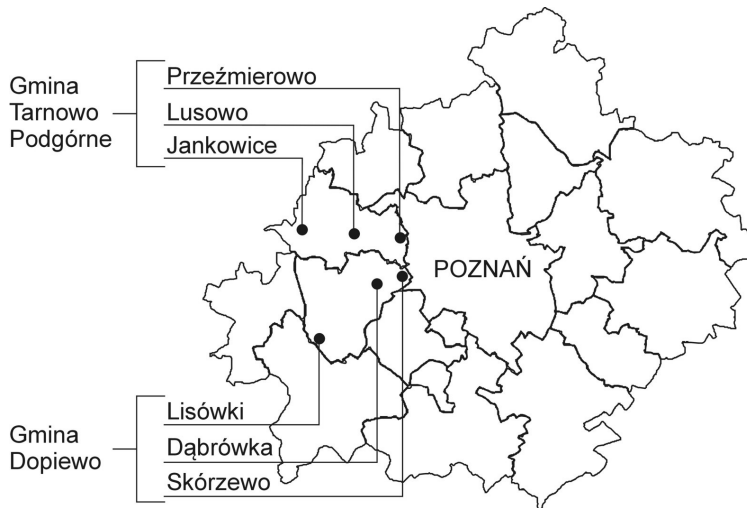 Gmina
Tarnowo
Podgórne
Przeźmierowo
Lusowo
Jankowice
POZNAŃ
Gmina
Dopiewo
Lisówki
Dąbrówka
Skórzewo